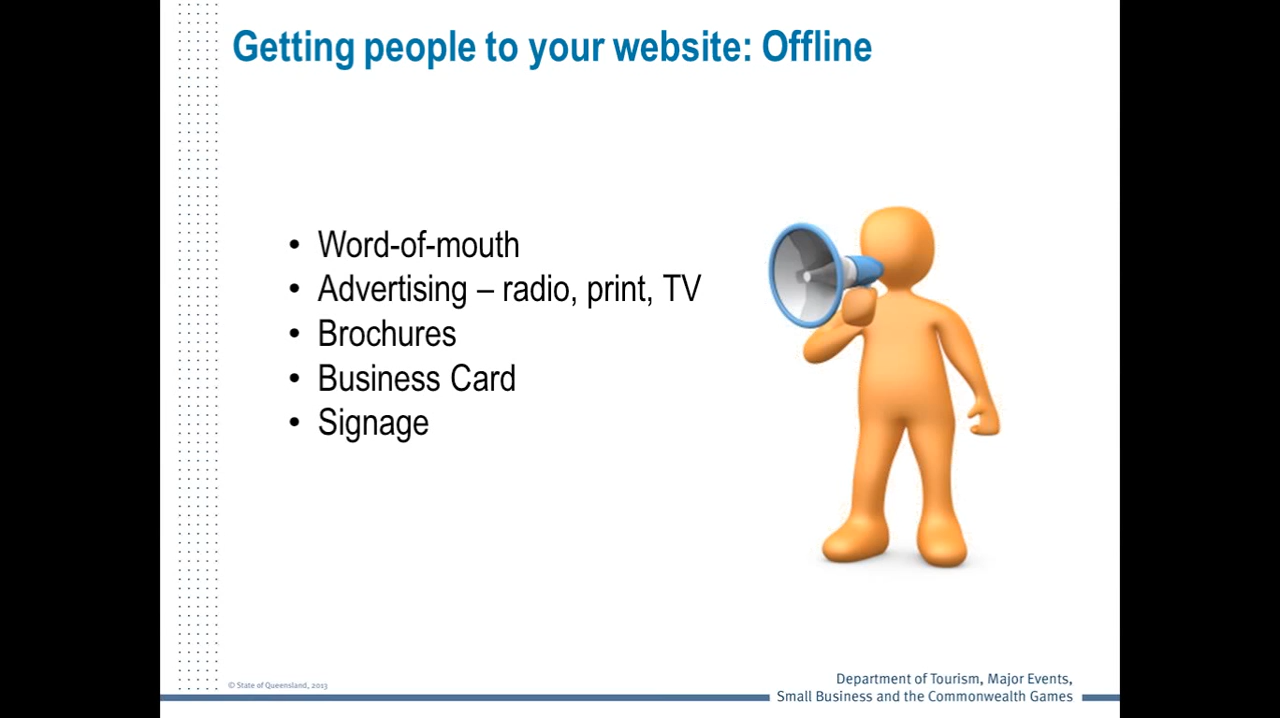 Getting people to your website: Offline
• Word-of-mouth
• Advertising – radio, print, TV
• Brochures
• Business Card
• Signage
© State of Queensland, 2013
Department of Tourism, Major Events,
Small Business and the Commonwealth Games